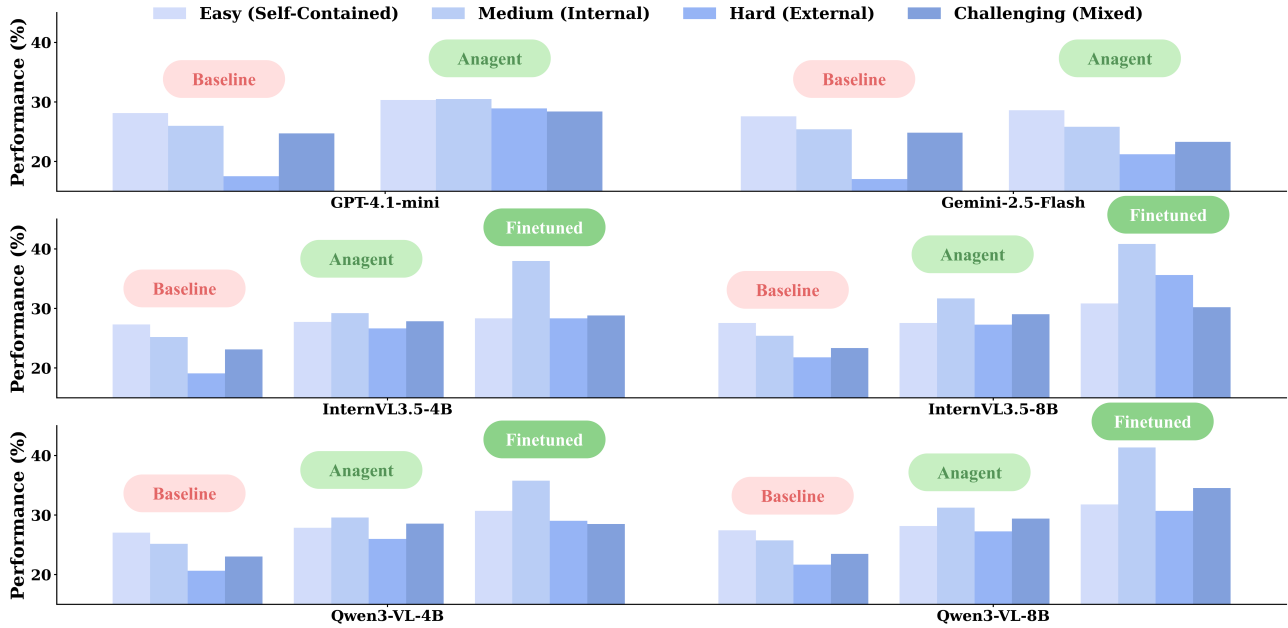 Easy (Self-Contained) Medium (Internal) Hard (External) Challenging (Mixed)
Performance (%)
40
30
20
Baseline
Anagent
Baseline
Anagent
GPT-4.1-mini
Gemini-2.5-Flash
Performance (%)
40
30
20
Baseline
Anagent
Finetuned
Baseline
Anagent
Finetuned
InternVL3.5-4B
InternVL3.5-8B
Performance (%)
40
30
20
Baseline
Anagent
Finetuned
Baseline
Anagent
Finetuned
Qwen3-VL-4B
Qwen3-VL-8B